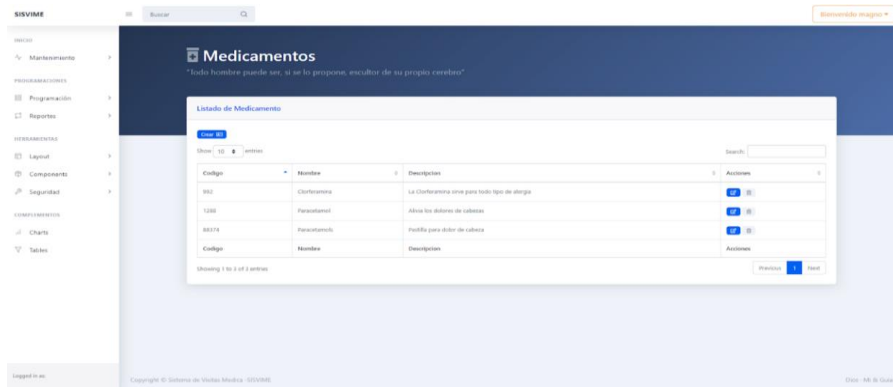 SISVIME
Buscar
Bienvenido magno
INICIO
Mantenimiento
PROGRAMACIONES
Programación
Reportes
HERRAMIENTAS
Layout
Components
Seguridad
COMPLEMENTOS
Charts
Tables
Logged in as:
Medicamentos
"Todo hombre puede ser, si se lo propone, escultor de su propio cerebro"
Listado de Medicamento
Crear
Show 10 entries
Search:
Codigo Nombre Descripcion Acciones
992 Clorferamina La Clorferamina sirve para todo tipo de alergia
1286 Paracetamol Alivia los dolores de cabezas
88378 Pastilla para dolor de cabeza
Codigo Nombre Descripcion Acciones
Showing 1 to 3 of 3 entries
Previous 1 Next
Copyright © Sistema de Visitas Medica -SISVIME